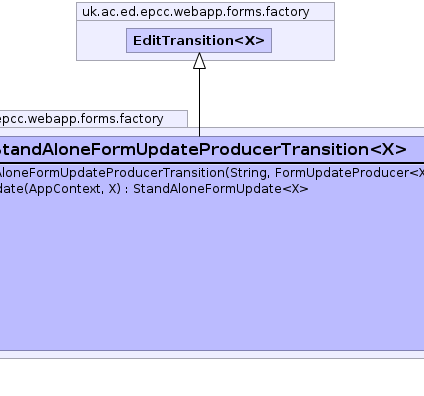 uk.ac.ed.epcc.webapp.forms.factory
EditTransition<X>
epcc.webapp.forms.factory
StandAloneFormUpdateProducerTransition<X>
AloneFormUpdateProducerTransition(String, FormUpdateProducer<X
date(AppContext, X) : StandAloneFormUpdate<X>